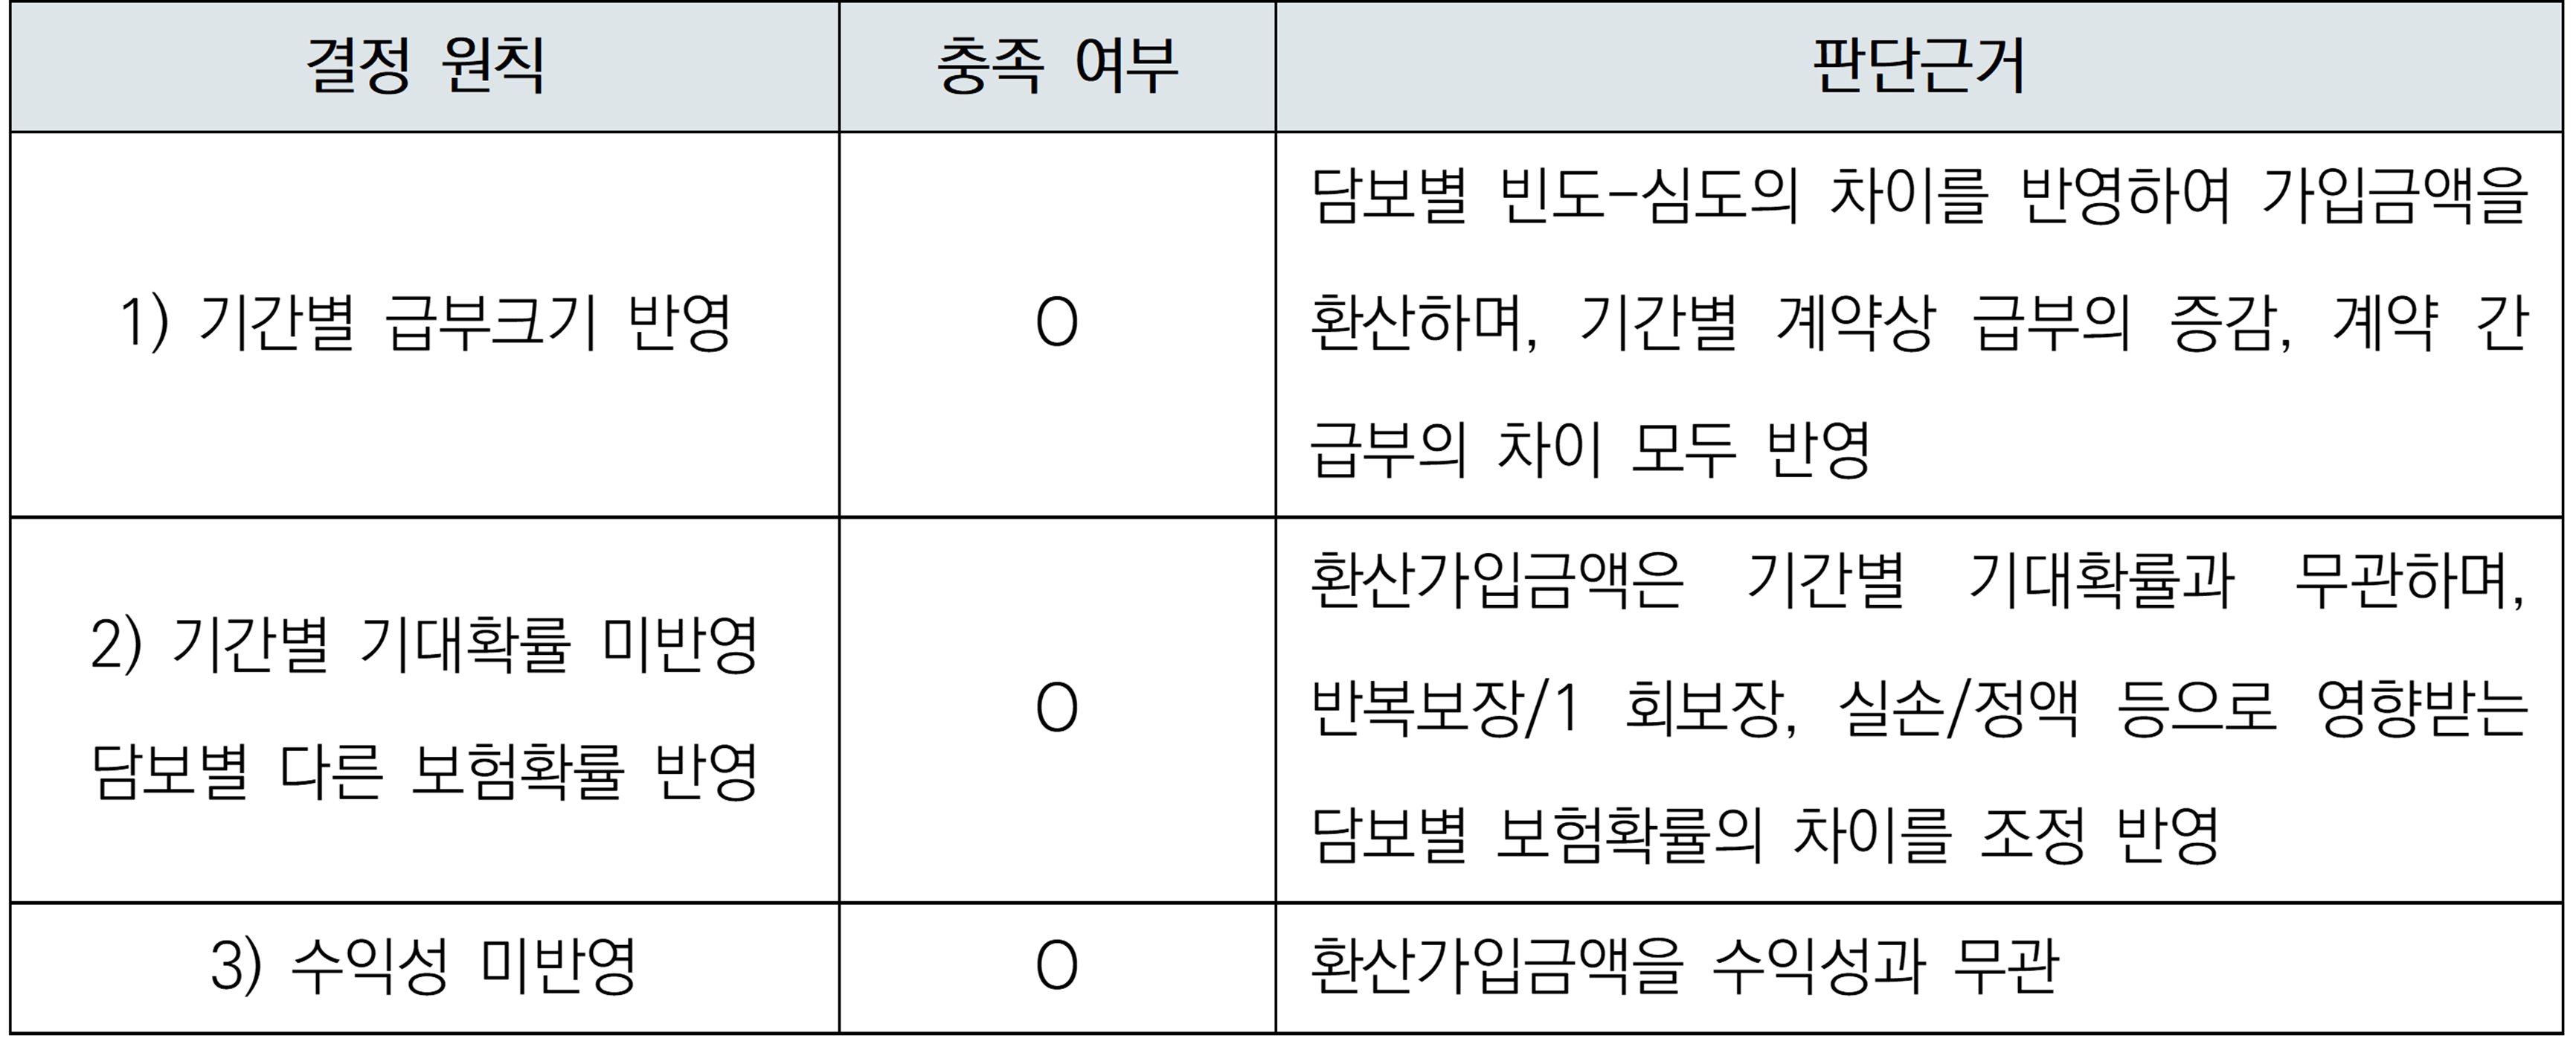 결정 원칙 충족 여부 판단근거
담보별 빈도-심도의 차이를 반영하여 가입금액을
1) 기간별 급부크기 반영 O 환산하며, 기간별 계약상 급부의 증감, 계약 간
급부의 차이 모두 반영
환산가입금액은 기간별 기대확률과 무관하며,
2) 기간별 기대확률 미반영
담보별 다른 보험확률 반영
O
반복보장/1 회보장, 실손/정액 등으로 영향받는
담보별 보험확률의 차이를 조정 반영
3) 수익성 미반영 O 환산가입금액을 수익성과 무관